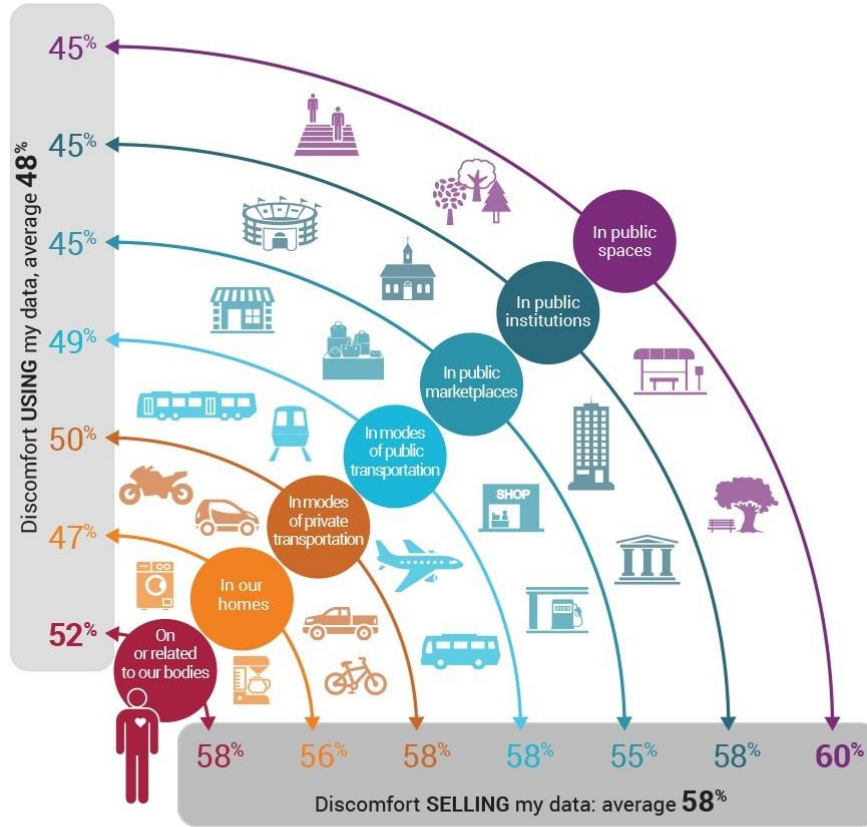 45%
45%
45%
49%
50%
47%
52%
Discomfort USING my data, average 48%
In public
spaces
In public
institutions
In public
marketplaces
In modes
of public
transportation
In modes
of private
transportation
In our
homes
On
or related
to our bodies
SHOP
58%
56%
58%
58%
55%
58%
60%
Discomfort SELLING my data: average 58%